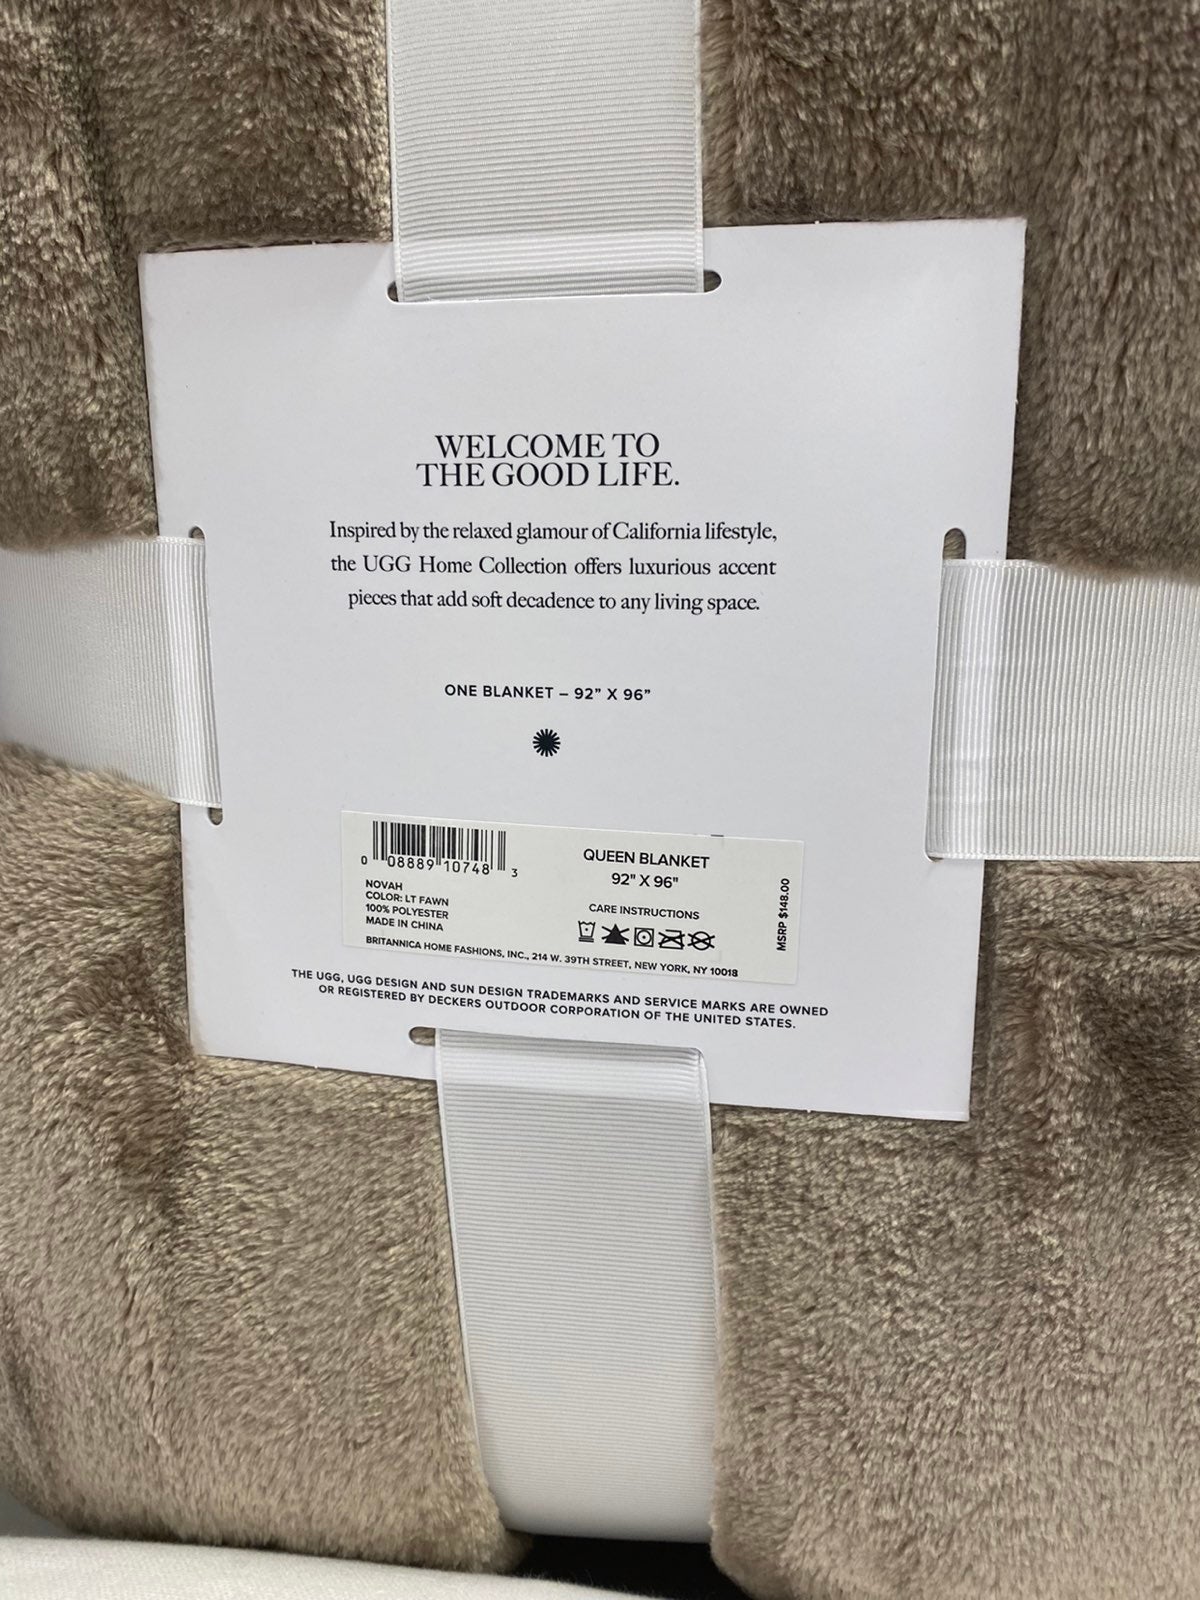 WELCOME TO
THE GOOD LIFE.
Inspired by the relaxed glamour of California lifestyle,
the UGG Home Collection offers luxurious accent
pieces that add soft decadence to any living space.
ONE BLANKET – 92” X 96”
0 08889 10748 3
NOVAH
COLOR: LT FAWN
100% POLYESTER
MADE IN CHINA
QUEEN BLANKET
92" X 96"
CARE INSTRUCTIONS
MSRP $148.00
BRITANNICA HOME FASHIONS, INC., 214 W. 39TH STREET, NEW YORK, NY 10018
THE UGG, UGG DESIGN AND SUN DESIGN TRADEMARKS AND SERVICE MARKS ARE OWNED
OR REGISTERED BY DECKERS OUTDOOR CORPORATION OF THE UNITED STATES.